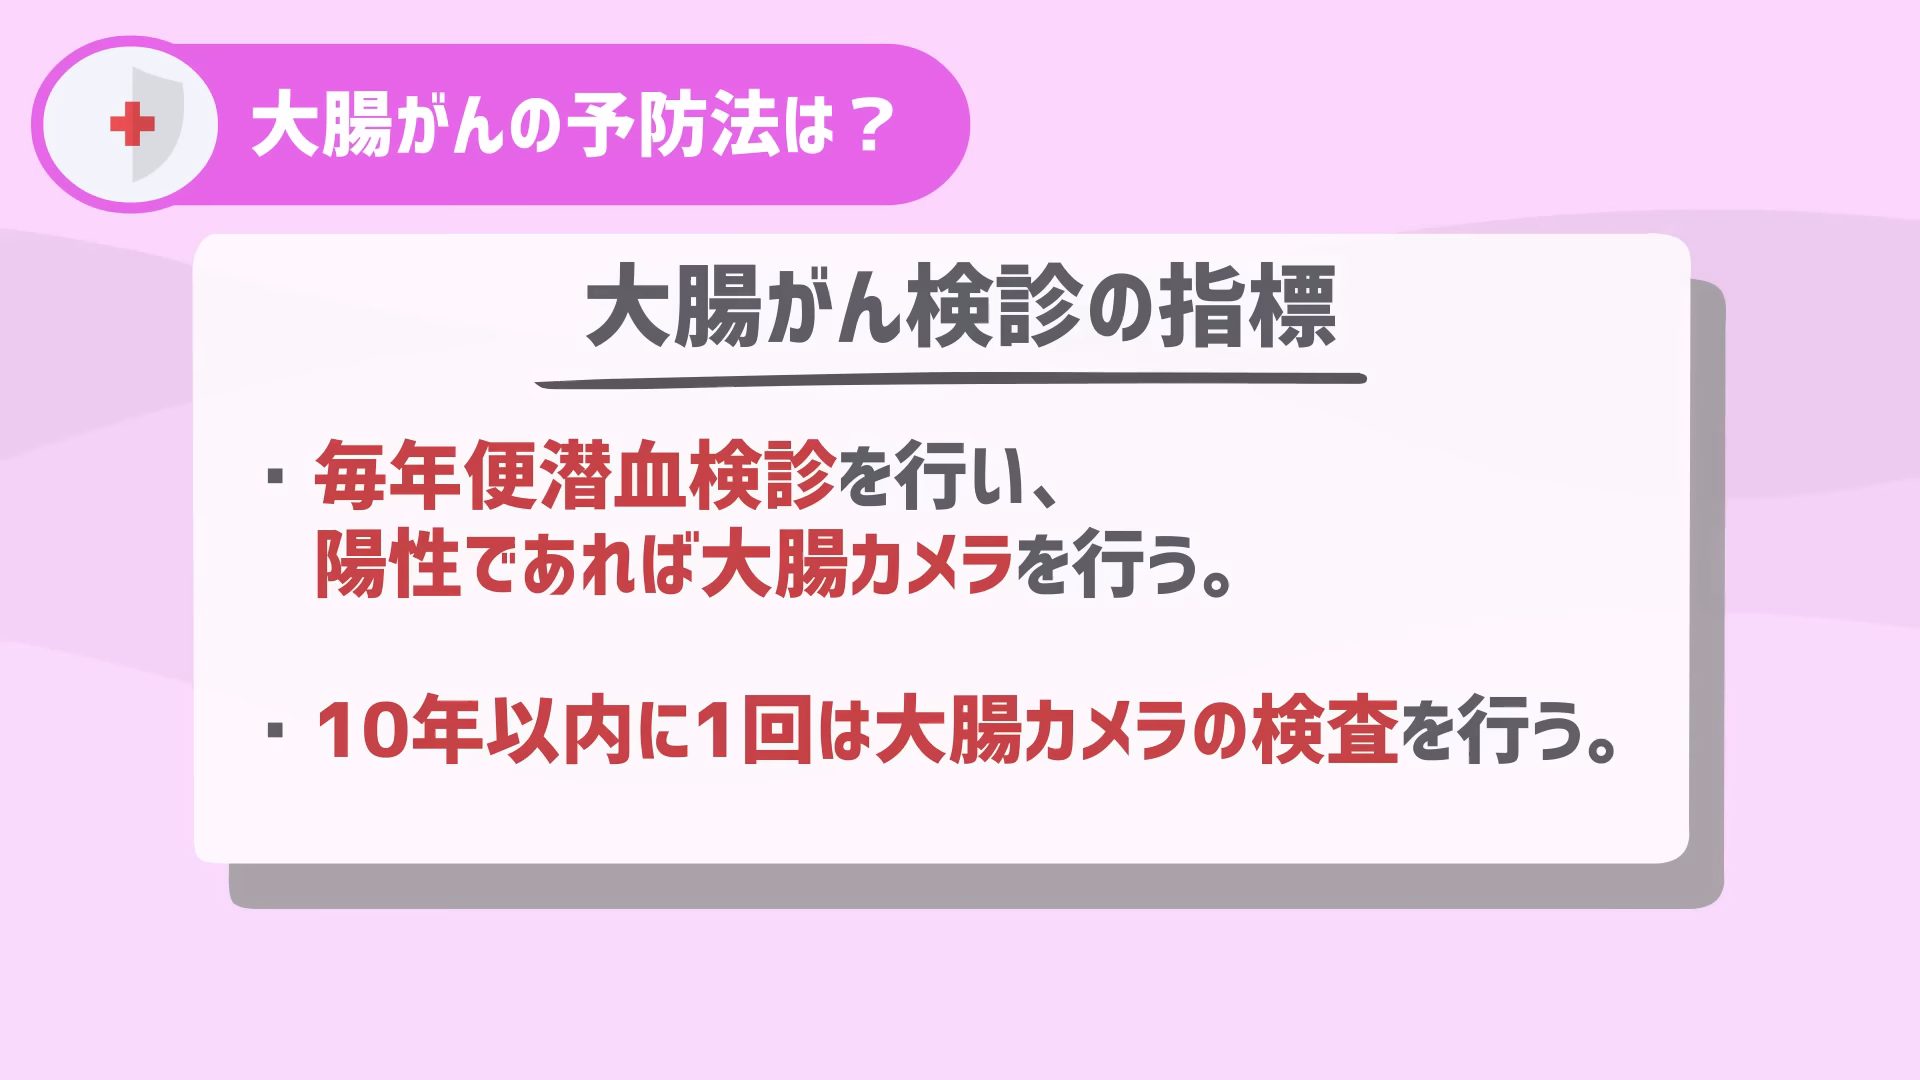 大腸がんの予防法は？
大腸がん検診の指標
・毎年便潜血検診を行い、
陽性であれば大腸カメラを行う。
・10年以内に1回は大腸カメラの検査を行う。